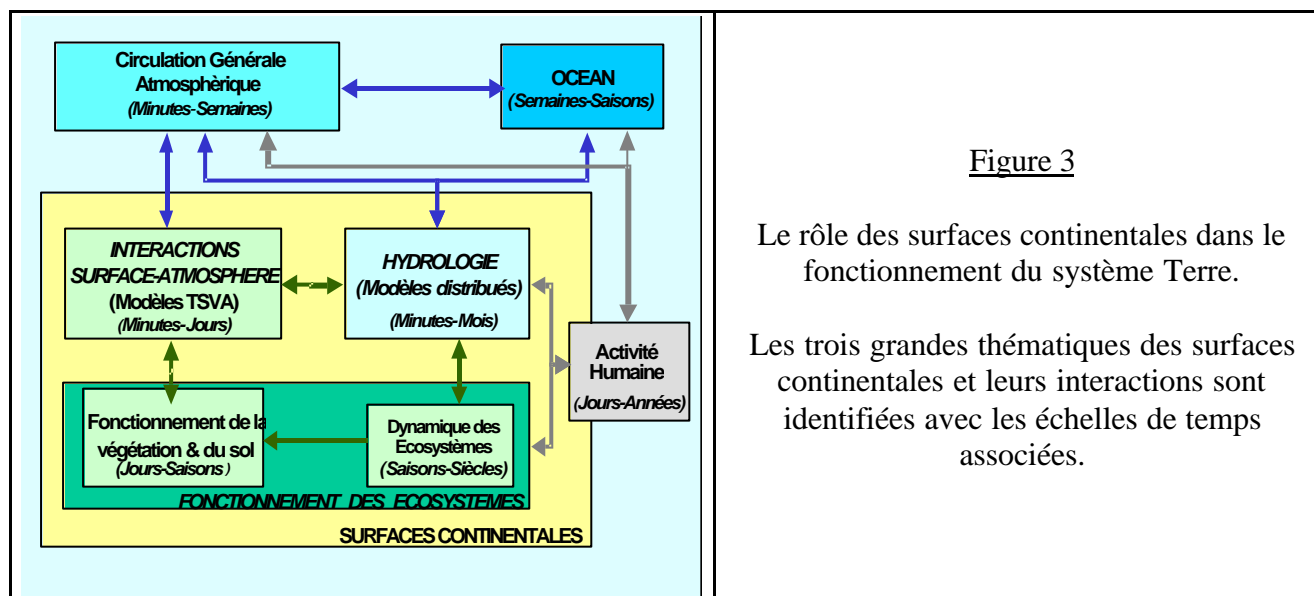 Circulation Générale
Atmosphèrique
(Minutes-Semaines)
OCEAN
(Semaines-Saisons)
INTERACTIONS
SURFACE-ATMOSPHERE
(Modèles TSVA)
(Minutes-Jours)
HYDROLOGIE
(Modèles distribués)
(Minutes-Mois)
Activité
Humaine
(Jours-Années)
Fonctionnement de la
végétation & du sol
(Jours-Saisons)
Dynamique des
Ecosystèmes
(Saisons-Siècles)
FONCTIONNEMENT DES ECOSYSTEMES
SURFACES CONTINENTALES
Figure 3
Le rôle des surfaces continentales dans le
fonctionnement du système Terre.
Les trois grandes thématiques des surfaces
continentales et leurs interactions sont
identifiées avec les échelles de temps
associées.